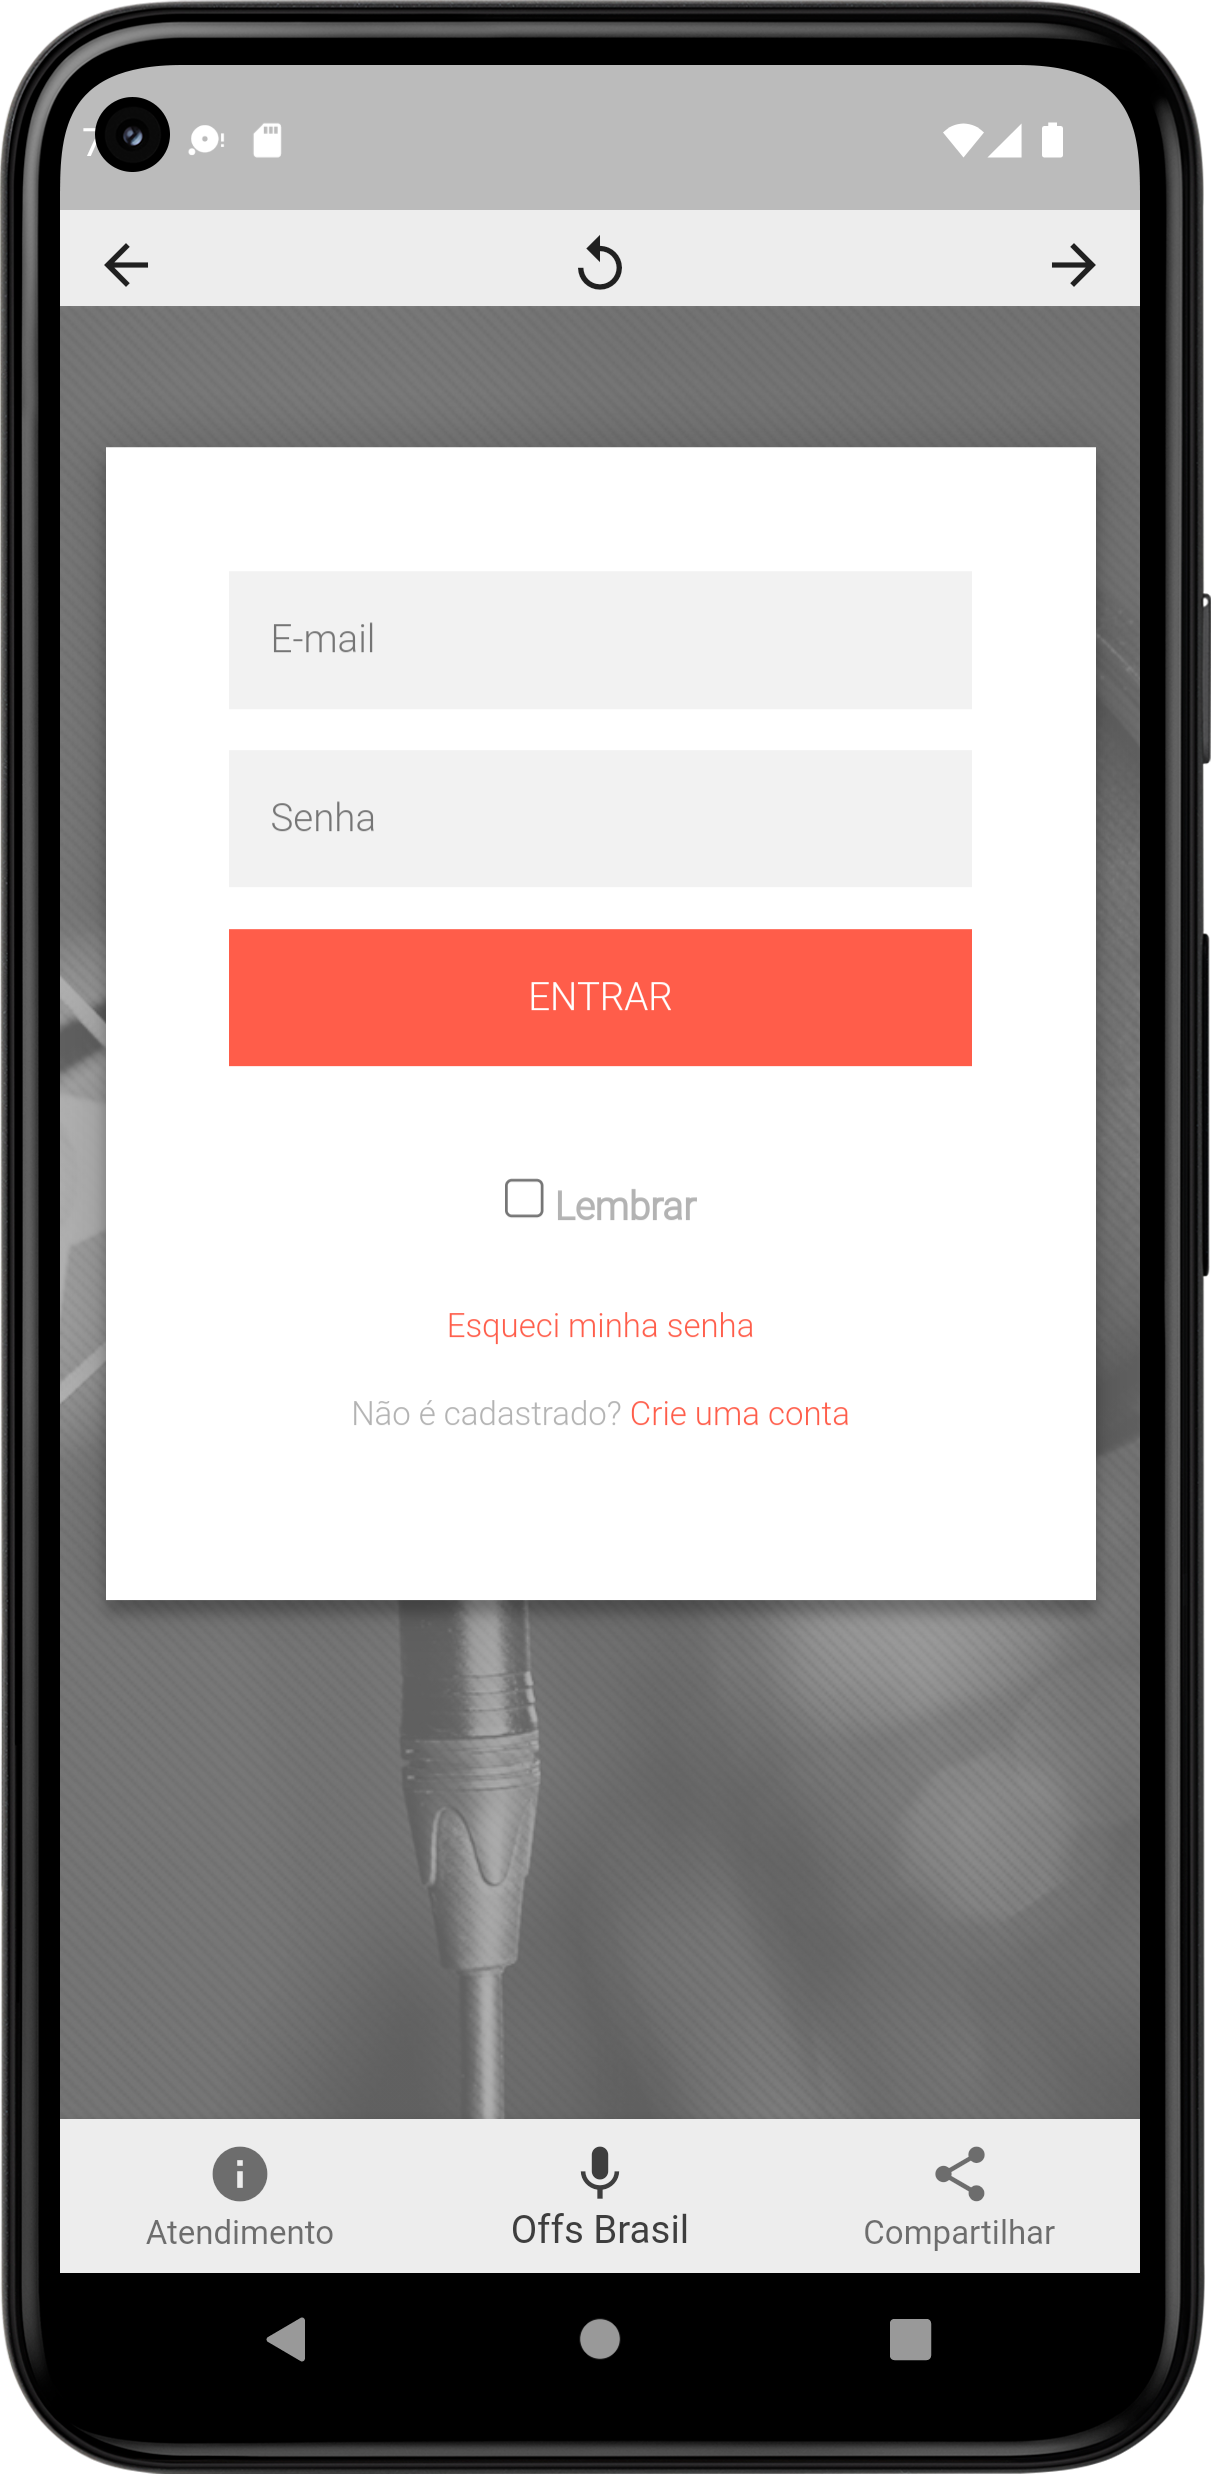 E-mail
Senha
ENTRAR
Lembrar
Esqueci minha senha
Não é cadastrado? Crie uma conta
Atendimento
Offs Brasil
Compartilhar